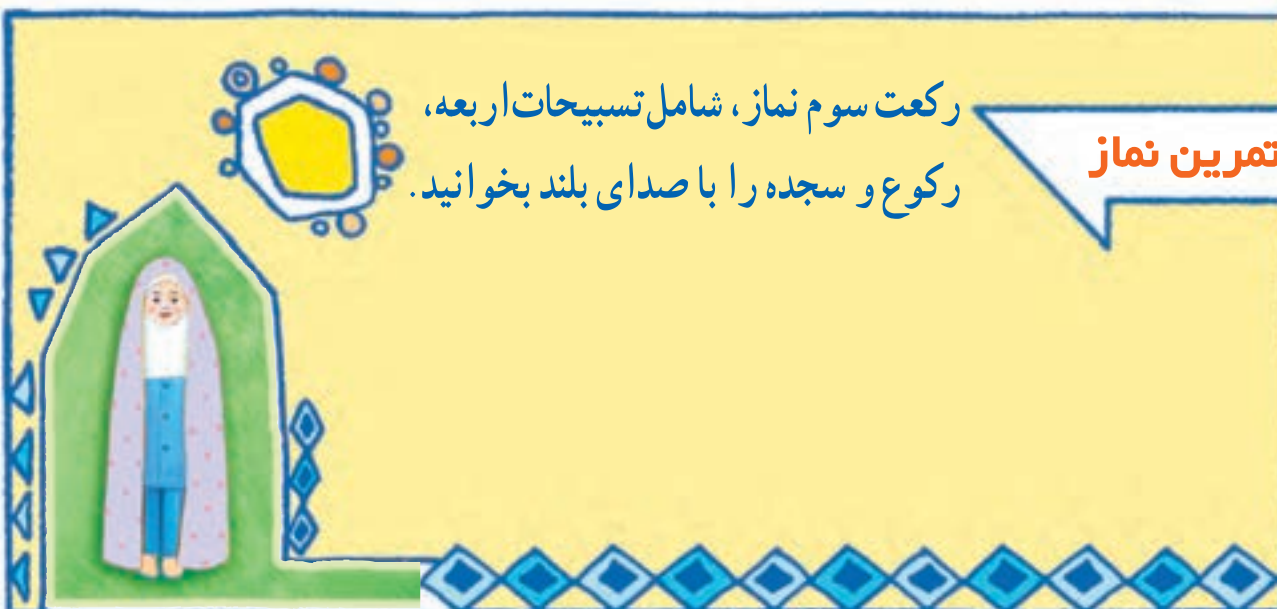 تمرین نماز
رکعت سوم نماز، شامل تسبیحات اربعه،
رکوع و سجده را با صدای بلند بخوانید.